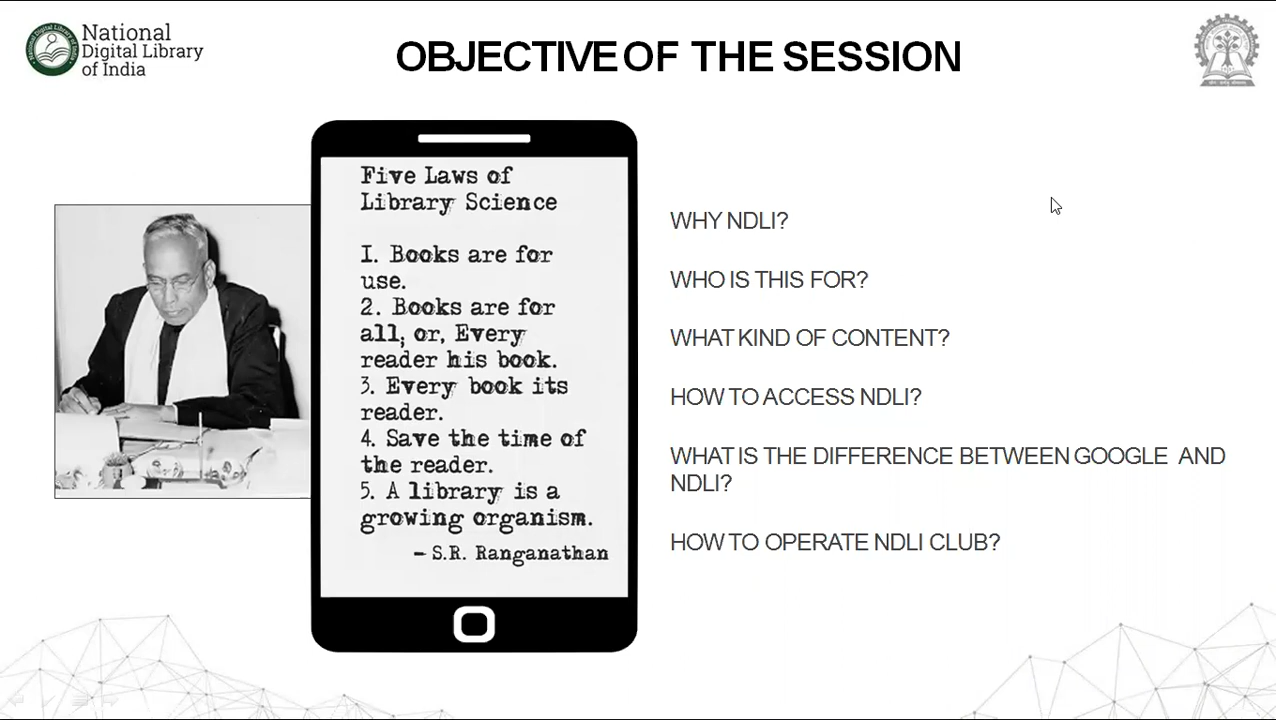 National
Digital Library
of India
OBJECTIVE OF THE SESSION
Five Laws of
Library Science
1. Books are for
use.
2. Books are for
all; or, Every
reader his book.
3. Every book its
reader.
4. Save the time of
the reader.
5. A library is a
growing organism.
– S.R. Ranganathan
WHY NDLI?
WHO IS THIS FOR?
WHAT KIND OF CONTENT?
HOW TO ACCESS NDLI?
WHAT IS THE DIFFERENCE BETWEEN GOOGLE AND
NDLI?
HOW TO OPERATE NDLI CLUB?